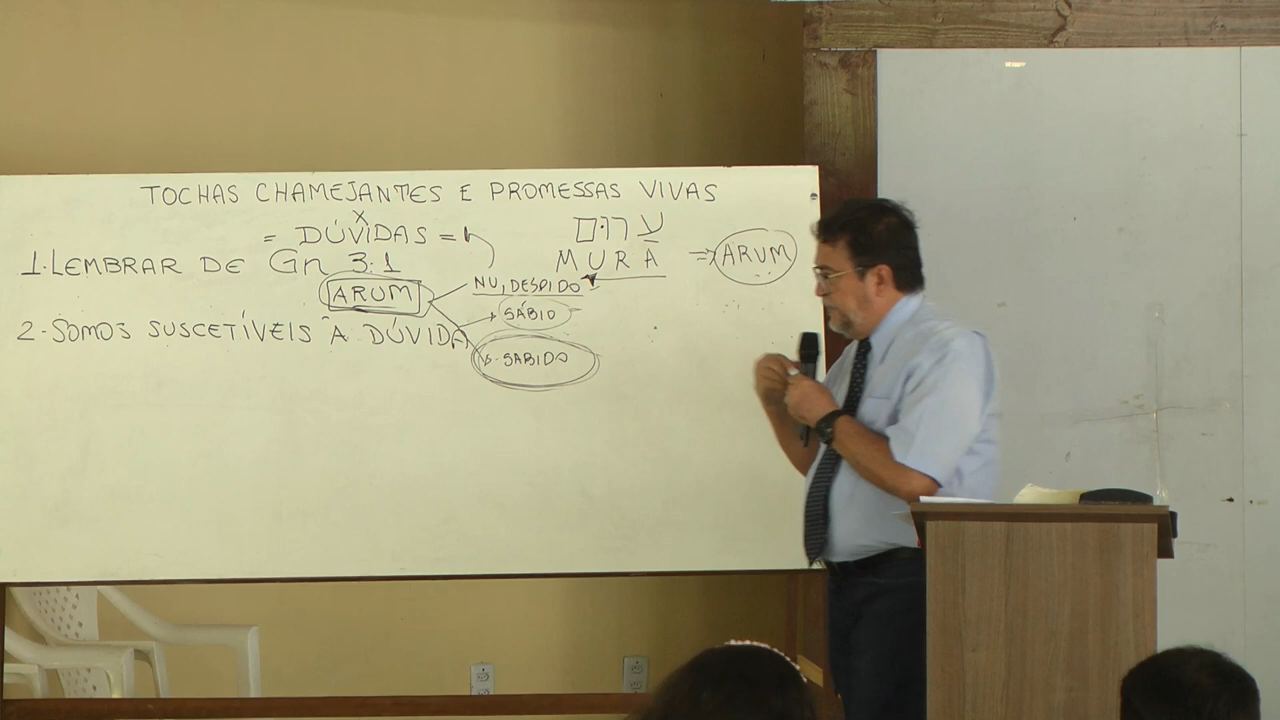 TOCHAS CHAMEJANTES E PROMESSAS VIVAS
X
= DÚVIDAS =
1. LEMBRAR DE Gn 3:1
MURA => ARUM
ARUM
NU, DESPIDO
SÁBIO
2- SOMOS SUSCETÍVEIS À DÚVIDA
SABIDO